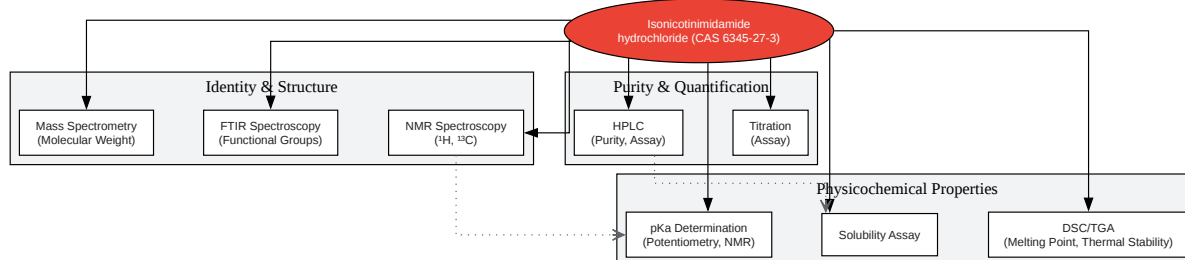 Isonicotinimidamide
hydrochloride (CAS 6345-27-3)
Identity & Structure
Mass Spectrometry
(Molecular Weight)
FTIR Spectroscopy
(Functional Groups)
NMR Spectroscopy
(¹H, ¹³C)
Purity & Quantification
HPLC
(Purity, Assay)
Titration
(Assay)
Physicochemical Properties
pKa Determination
(Potentiometry, NMR)
Solubility Assay
DSC/TGA
(Melting Point, Thermal Stability)